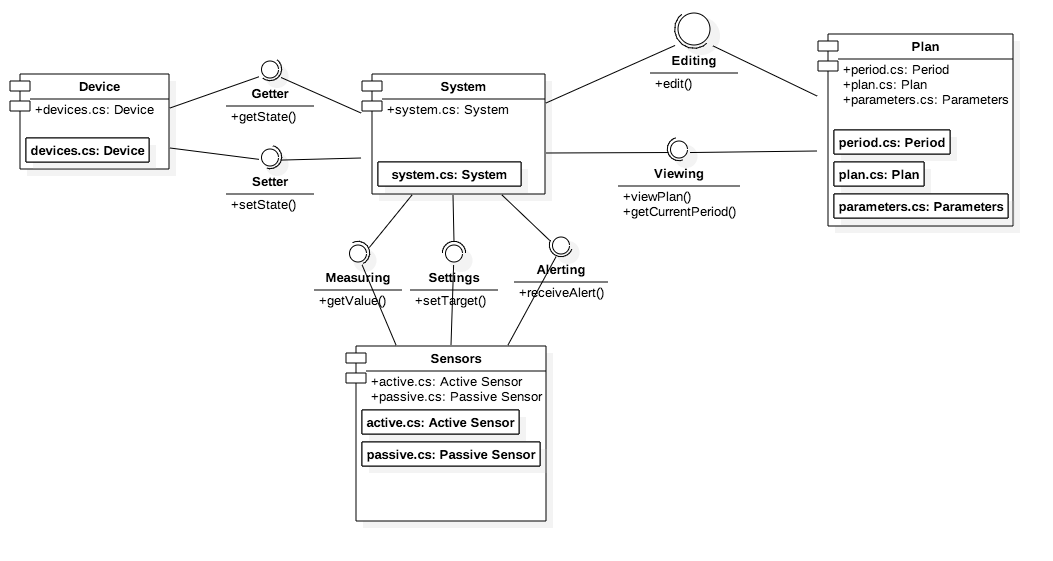 Device
+devices.cs: Device
devices.cs: Device
Getter
+getState()
Setter
+setState()
System
+system.cs: System
system.cs: System
Editing
+edit()
Viewing
+viewPlan()
+getCurrentPeriod()
Plan
+period.cs: Period
+plan.cs: Plan
+parameters.cs: Parameters
period.cs: Period
plan.cs: Plan
parameters.cs: Parameters
Measuring
+getValue()
Settings
+setTarget()
Alerting
+receiveAlert()
Sensors
+active.cs: Active Sensor
+passive.cs: Passive Sensor
active.cs: Active Sensor
passive.cs: Passive Sensor